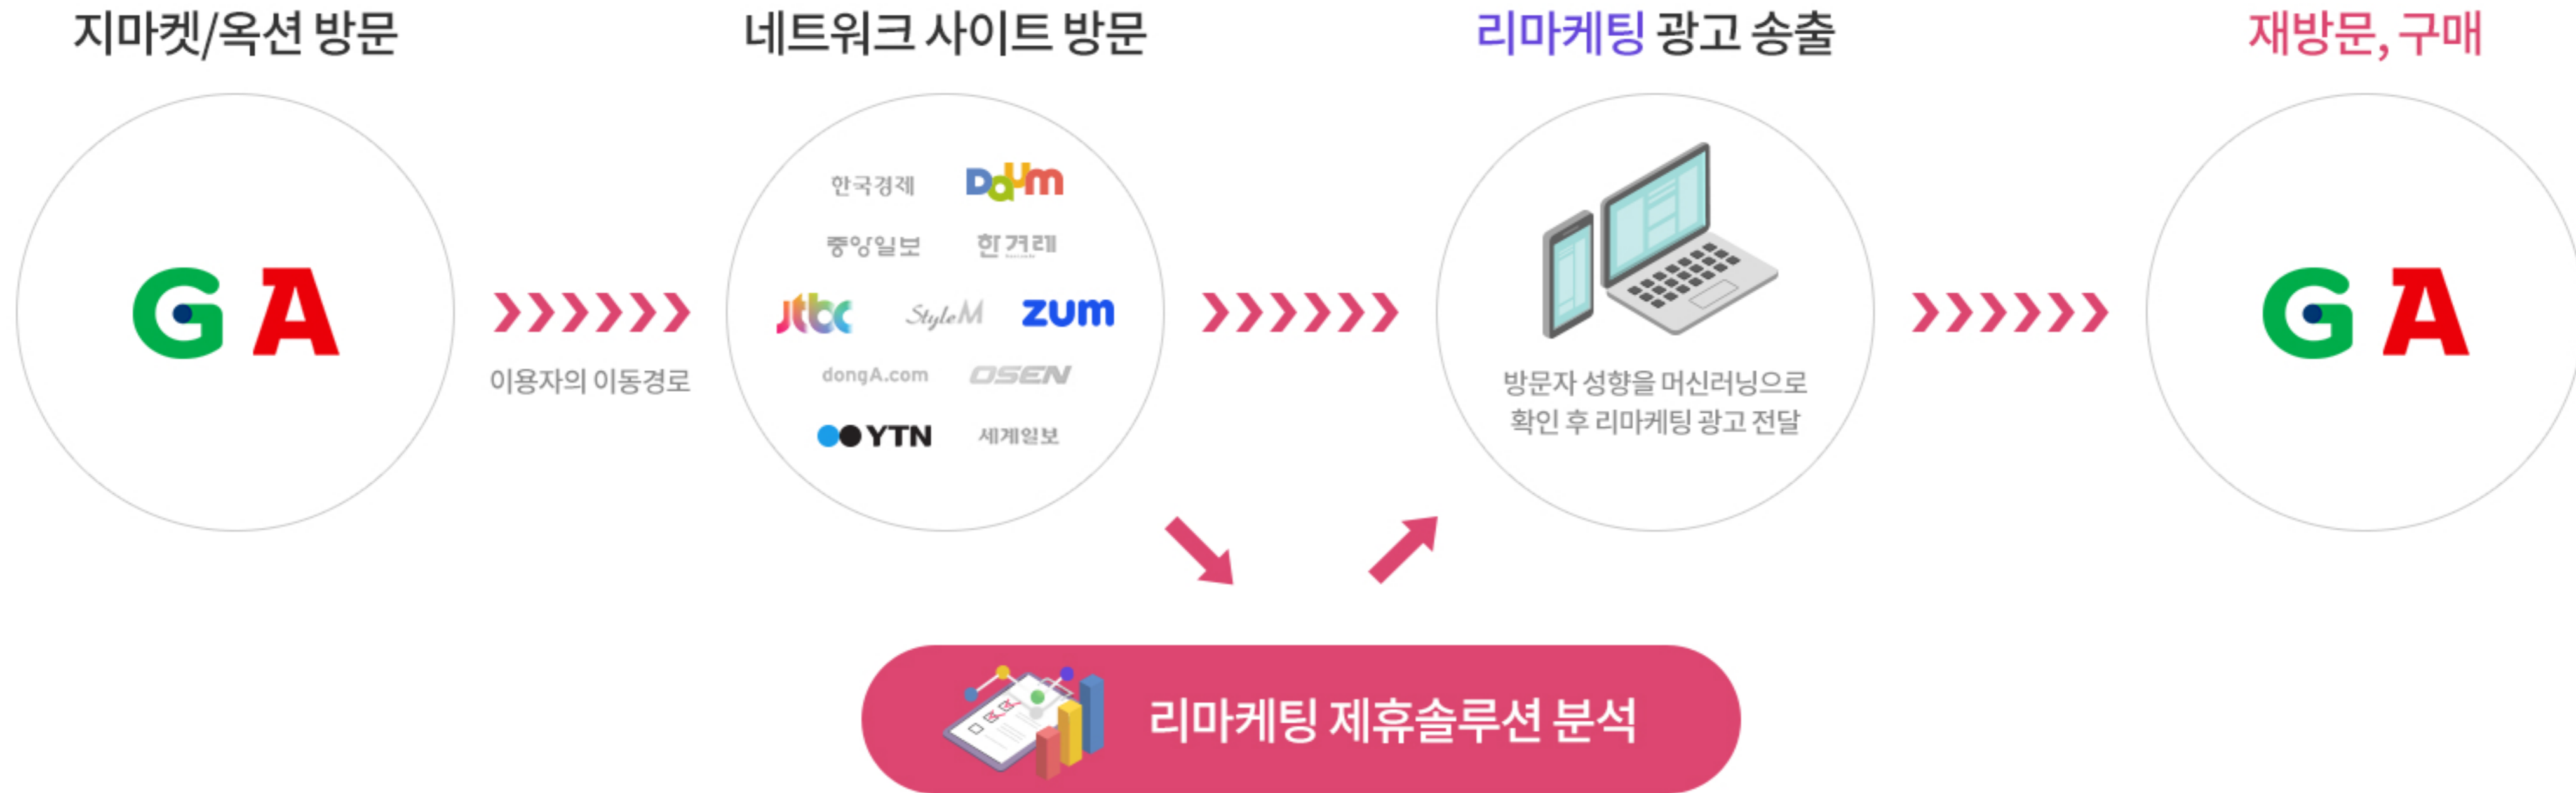 지마켓/옥션 방문
네트워크 사이트 방문
리마케팅 광고 송출
재방문, 구매
G A
이용자의 이동경로
한국경제 Daum
중앙일보 한겨레
jtbc StyleM zum
dongA.com OSEN
YTN 세계일보
방문자 성향을 머신러닝으로
확인 후 리마케팅 광고 전달
G A
리마케팅 제휴솔루션 분석